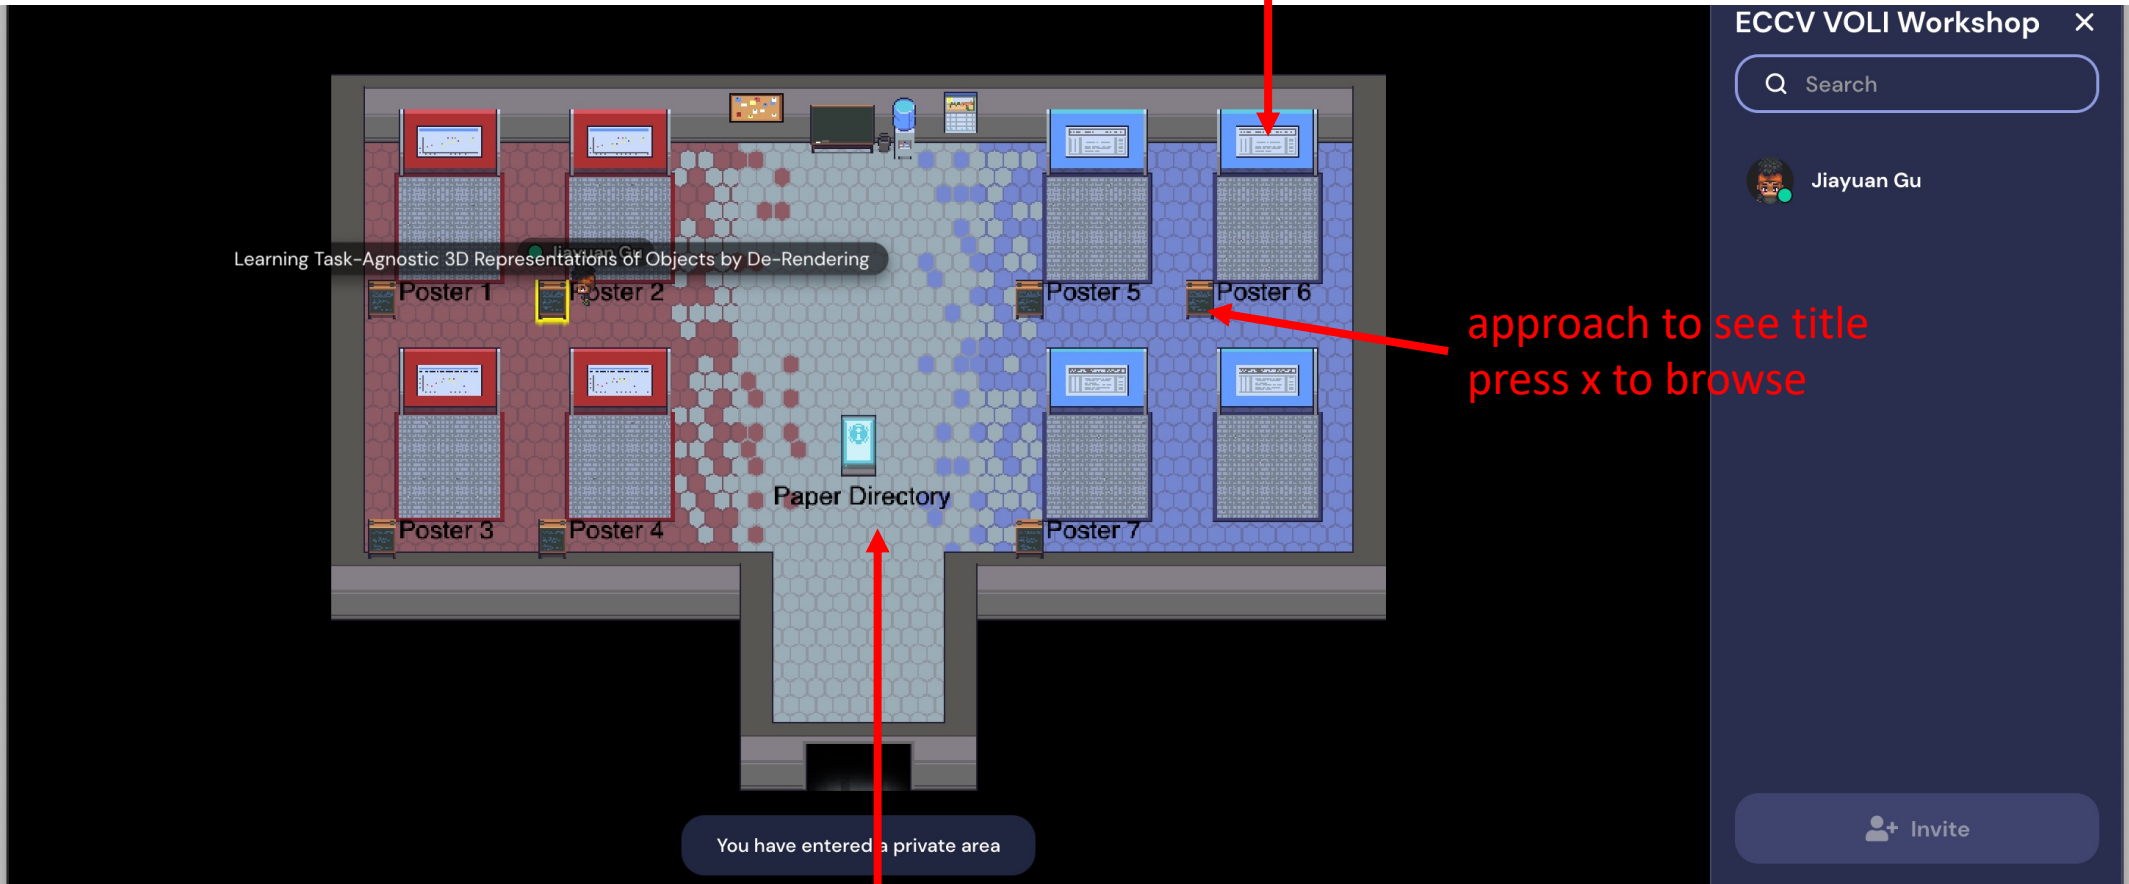 ECCV VOLI Workshop
Search
Jiayuan Gu
Jiayuan Gu
Learning Task-Agnostic 3D Representations of Objects by De-Rendering
Poster 1
Poster 2
Poster 5
Poster 6
approach to see title
press x to browse
Paper Directory
Poster 3
Poster 4
Poster 7
You have entered a private area
Invite